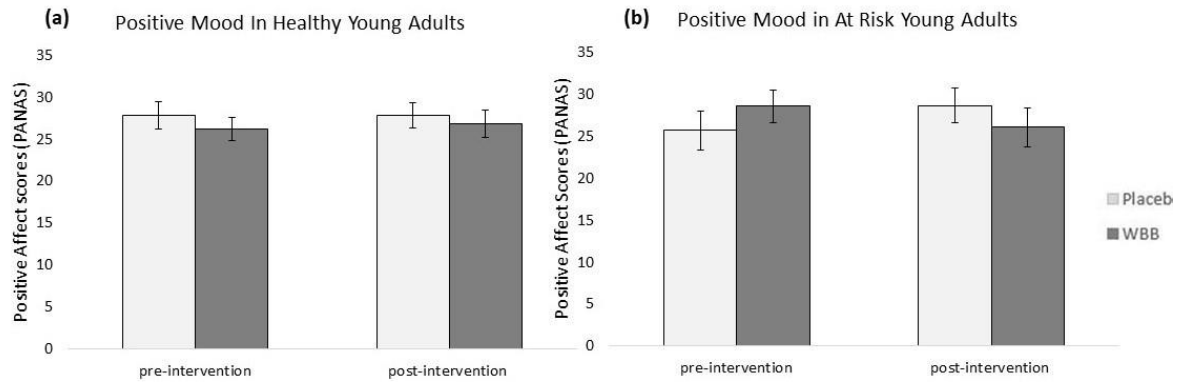 (a)
Positive Mood In Healthy Young Adults
Positive Affect scores (PANAS)
35
30
25
20
15
10
5
0
pre-intervention
post-intervention
(b)
Positive Mood in At Risk Young Adults
Positive Affect Scores (PANAS)
35
30
25
20
15
10
5
0
pre-intervention
post-intervention
Placeb
WBB